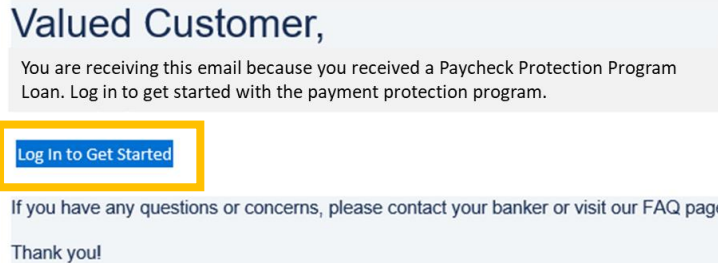 Valued Customer,
You are receiving this email because you received a Paycheck Protection Program
Loan. Log in to get started with the payment protection program.
Log In to Get Started
If you have any questions or concerns, please contact your banker or visit our FAQ page
Thank you!